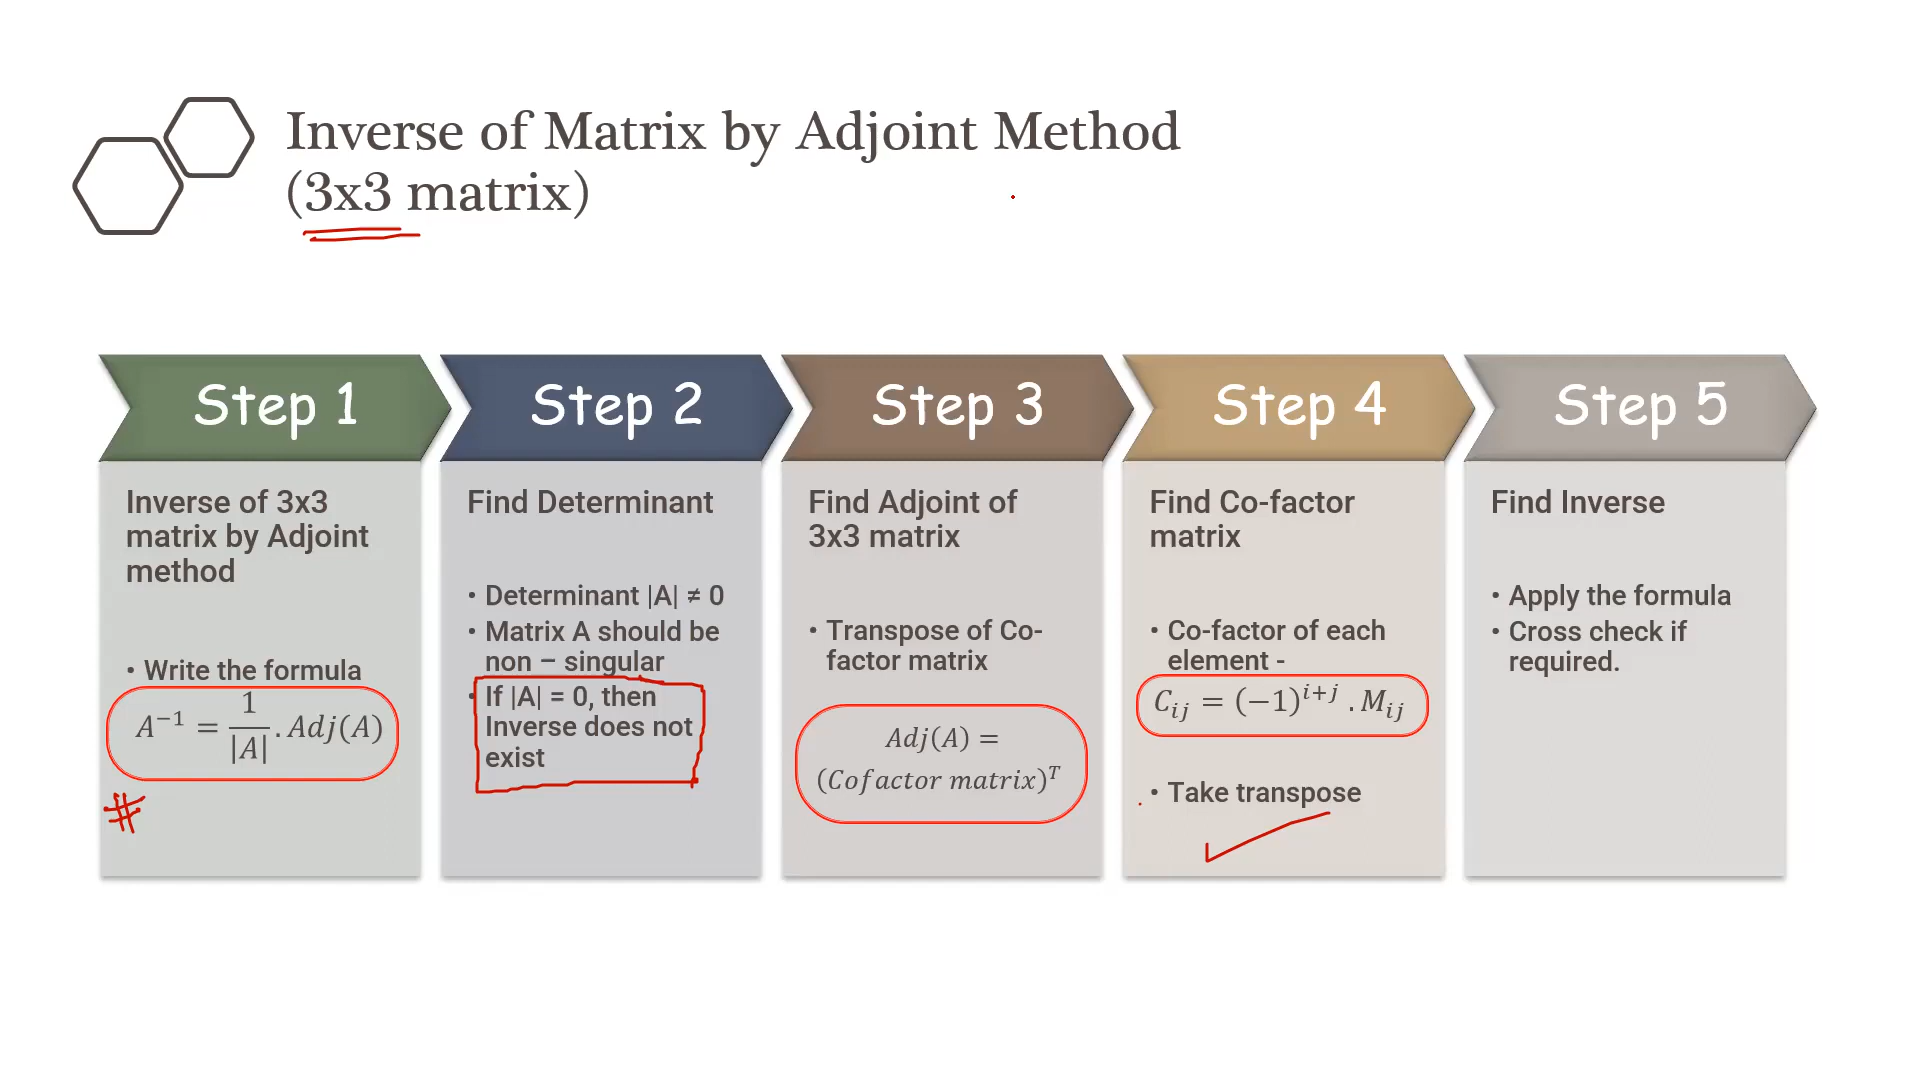 Inverse of Matrix by Adjoint Method
(3x3 matrix)
Step 1
Inverse of 3x3
matrix by Adjoint
method
• Write the formula
A⁻¹ = 1/|A| . Adj(A)
#
Step 2
Find Determinant
• Determinant |A| ≠ 0
• Matrix A should be
non – singular
• If |A| = 0, then
Inverse does not
exist
Step 3
Find Adjoint of
3x3 matrix
• Transpose of Co-
factor matrix
Adj(A) =
(Cofactor matrix)ᵀ
Step 4
Find Co-factor
matrix
• Co-factor of each
element -
Cᵢⱼ = (−1)ⁱ⁺ʲ . Mᵢⱼ
• Take transpose
Step 5
Find Inverse
• Apply the formula
• Cross check if
required.